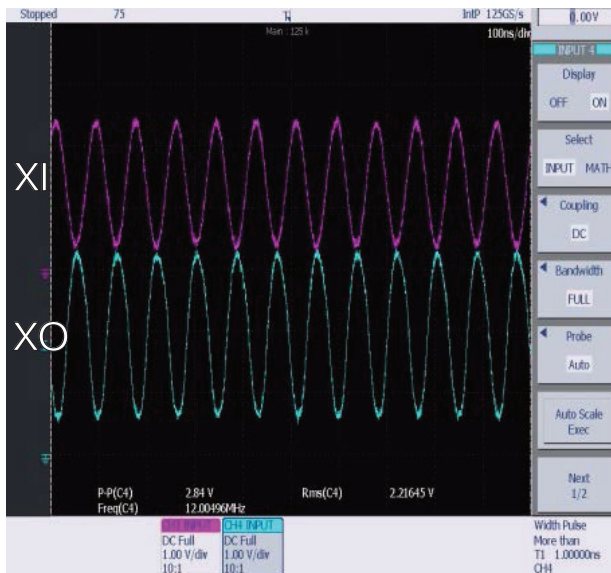 Stopped 75 IntP 125GS/s
Main : 125 k 100ns/div
0.00V
INPUT 4
Display
OFF ON
Select
INPUT MATH
Coupling
DC
Bandwidth
FULL
Probe
Auto
Auto Scale
Exec
Next
1/2
XI
XO
P-P(C4) 2.84 V Rms(C4) 2.21645 V
Freq(C4) 12.00496MHz
CH4 INPUT
DC Full
1.00 V/div
10:1
DC Full
1.00 V/div
10:1
Width Pulse
More than
T1 1.00000ns
CH4